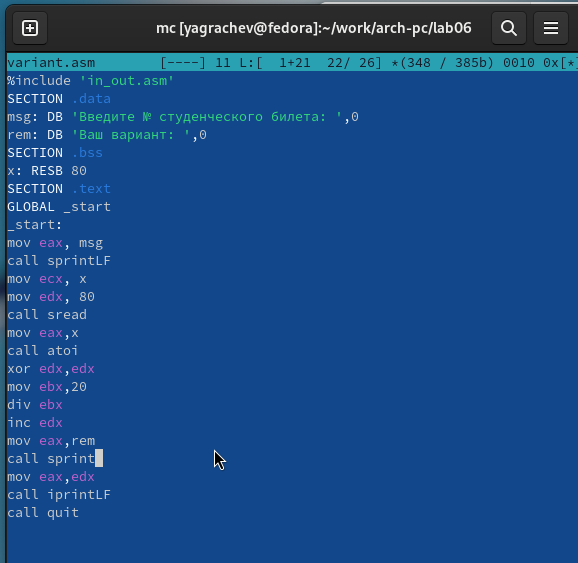 mc [yagrachev@fedora]:~/work/arch-pc/lab06
variant.asm [----] 11 L:[ 1+21 22/ 26] *(348 / 385b) 0010 0x[*]
%include 'in_out.asm'
SECTION .data
msg: DB 'Введите № студенческого билета: ',0
rem: DB 'Ваш вариант: ',0
SECTION .bss
x: RESB 80
SECTION .text
GLOBAL _start
_start:
mov eax, msg
call sprintLF
mov ecx, x
mov edx, 80
call sread
mov eax,x
call atoi
xor edx,edx
mov ebx,20
div ebx
inc edx
mov eax,rem
call sprint
mov eax,edx
call iprintLF
call quit